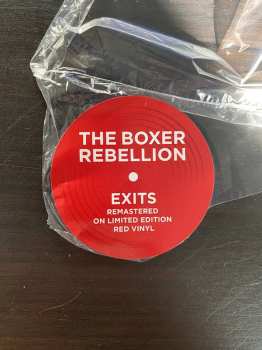 THE BOXER
REBELLION
EXITS
REMASTERED
ON LIMITED EDITION
RED VINYL